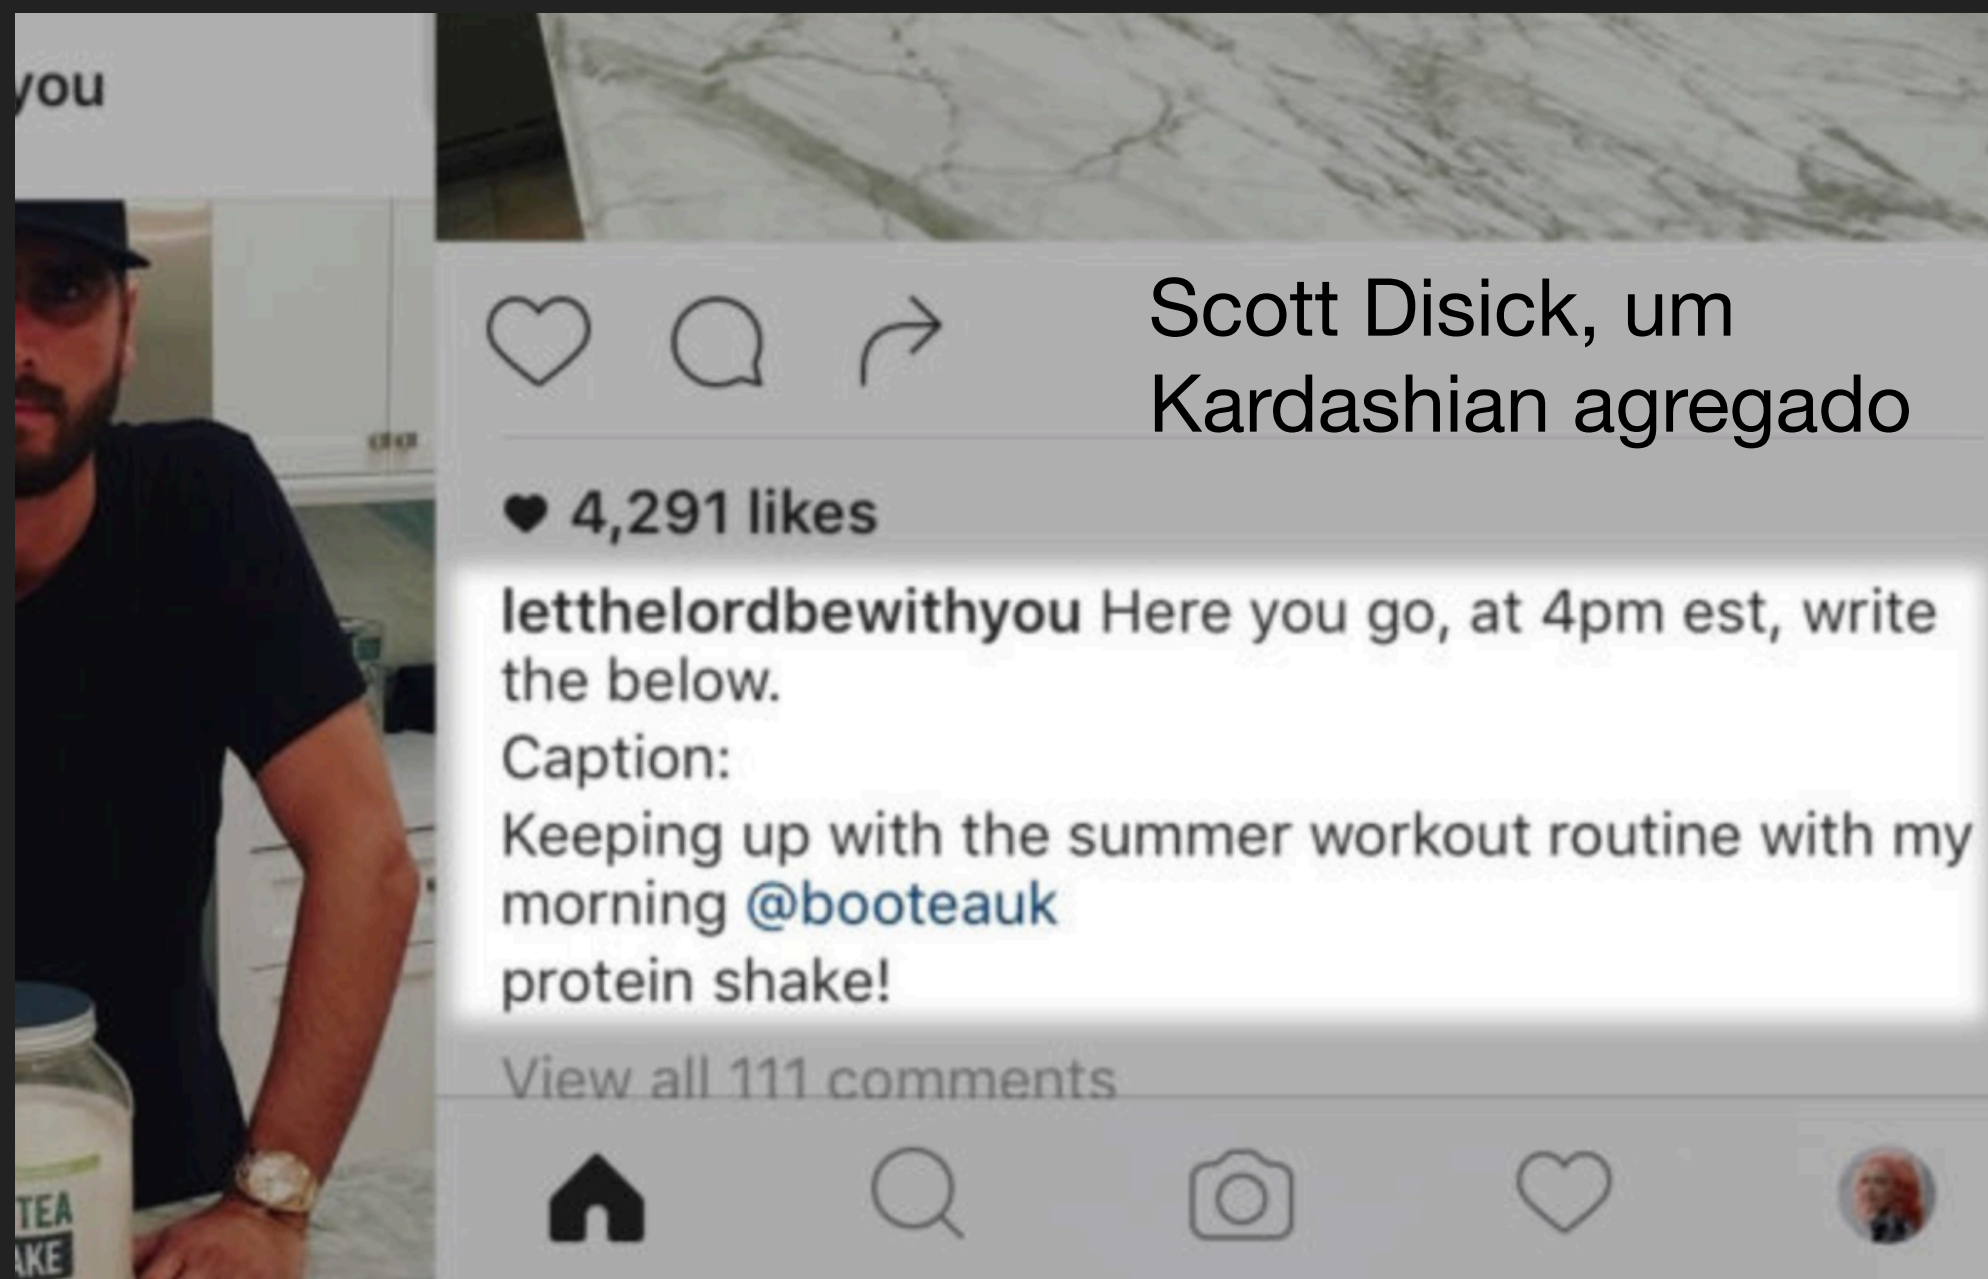 you
Scott Disick, um
Kardashian agregado
4,291 likes
letthelordbewithyou Here you go, at 4pm est, write
the below.
Caption:
Keeping up with the summer workout routine with my
morning @booteauk
protein shake!
View all 111 comments
TEA
AKE